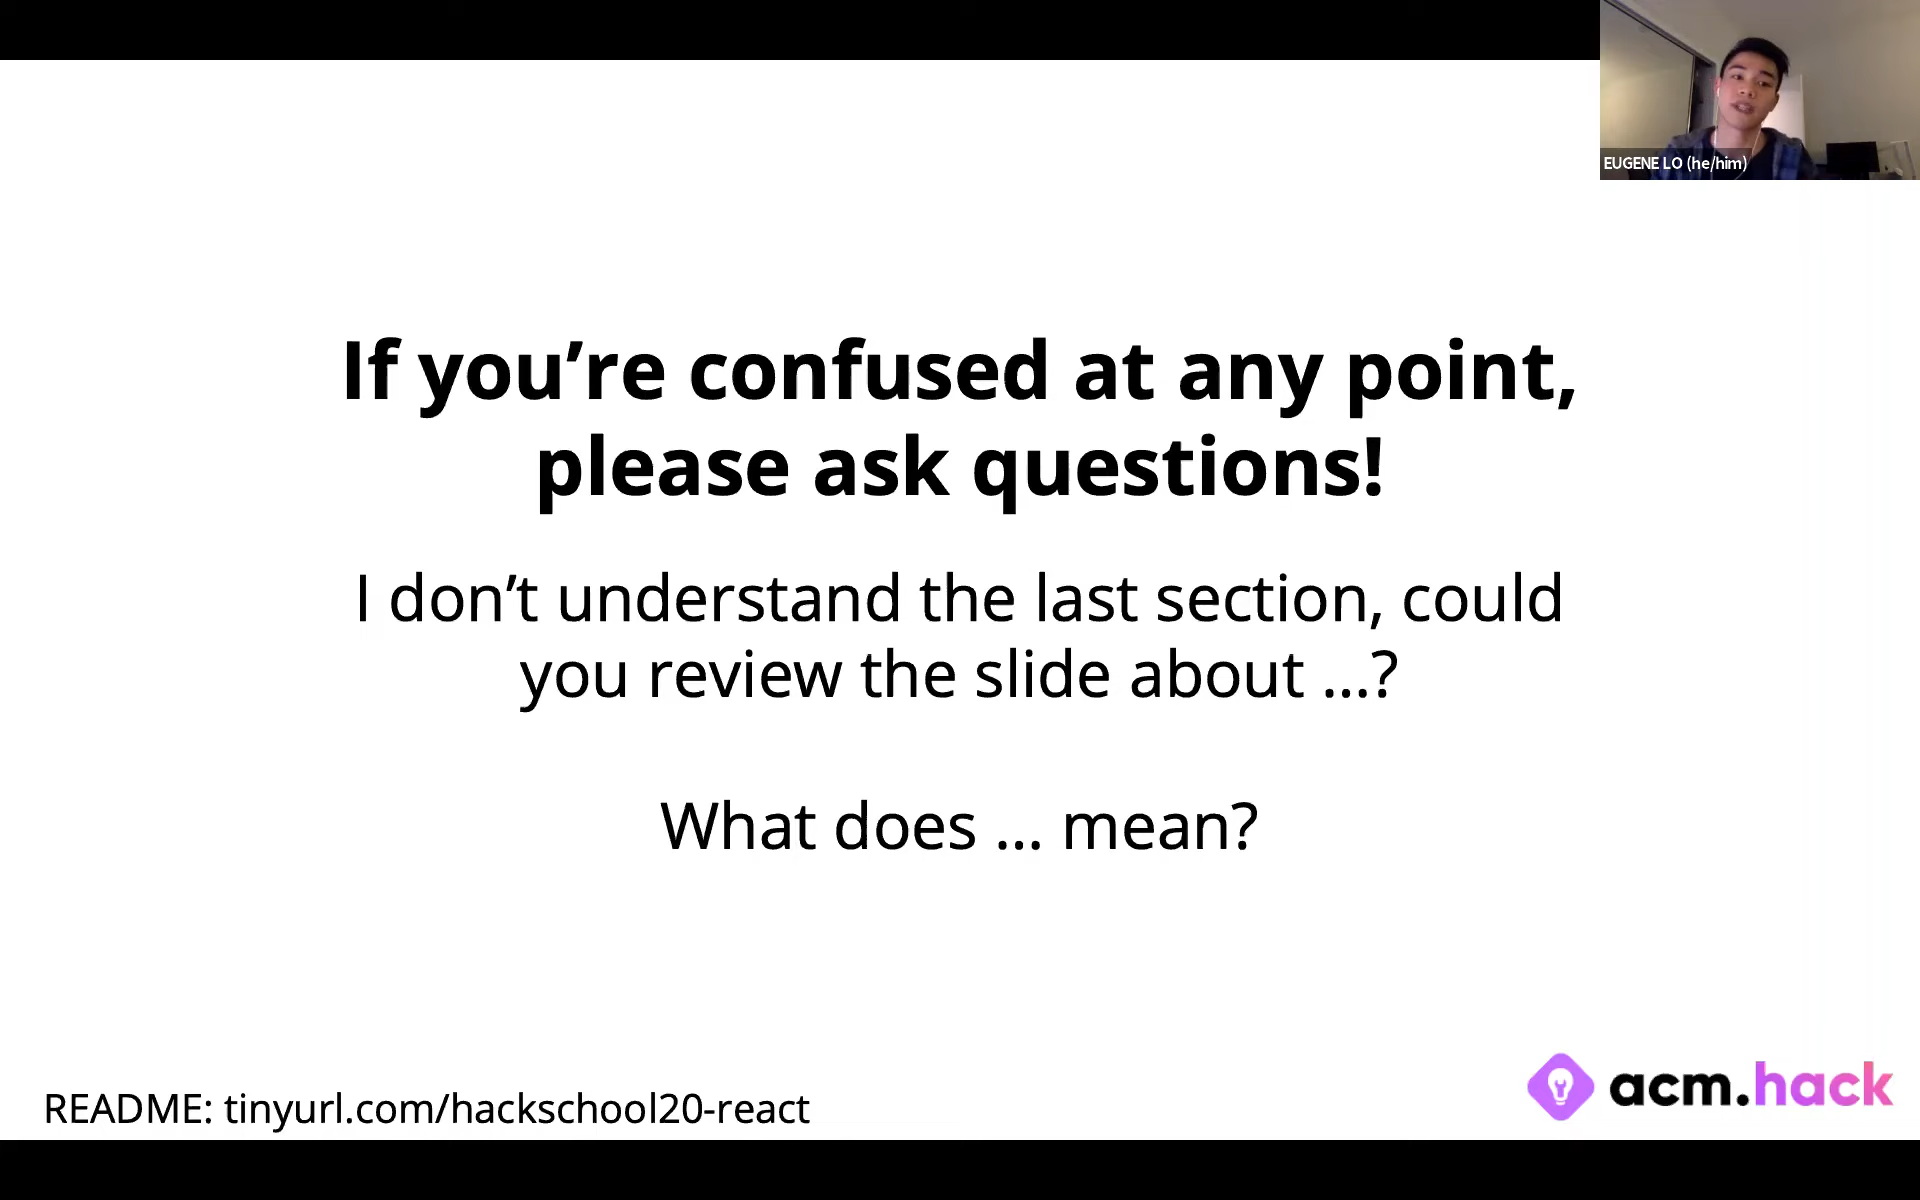 EUGENE LO (he/him)
If you’re confused at any point,
please ask questions!
I don’t understand the last section, could
you review the slide about ...?
What does ... mean?
README: tinyurl.com/hackschool20-react
acm.hack